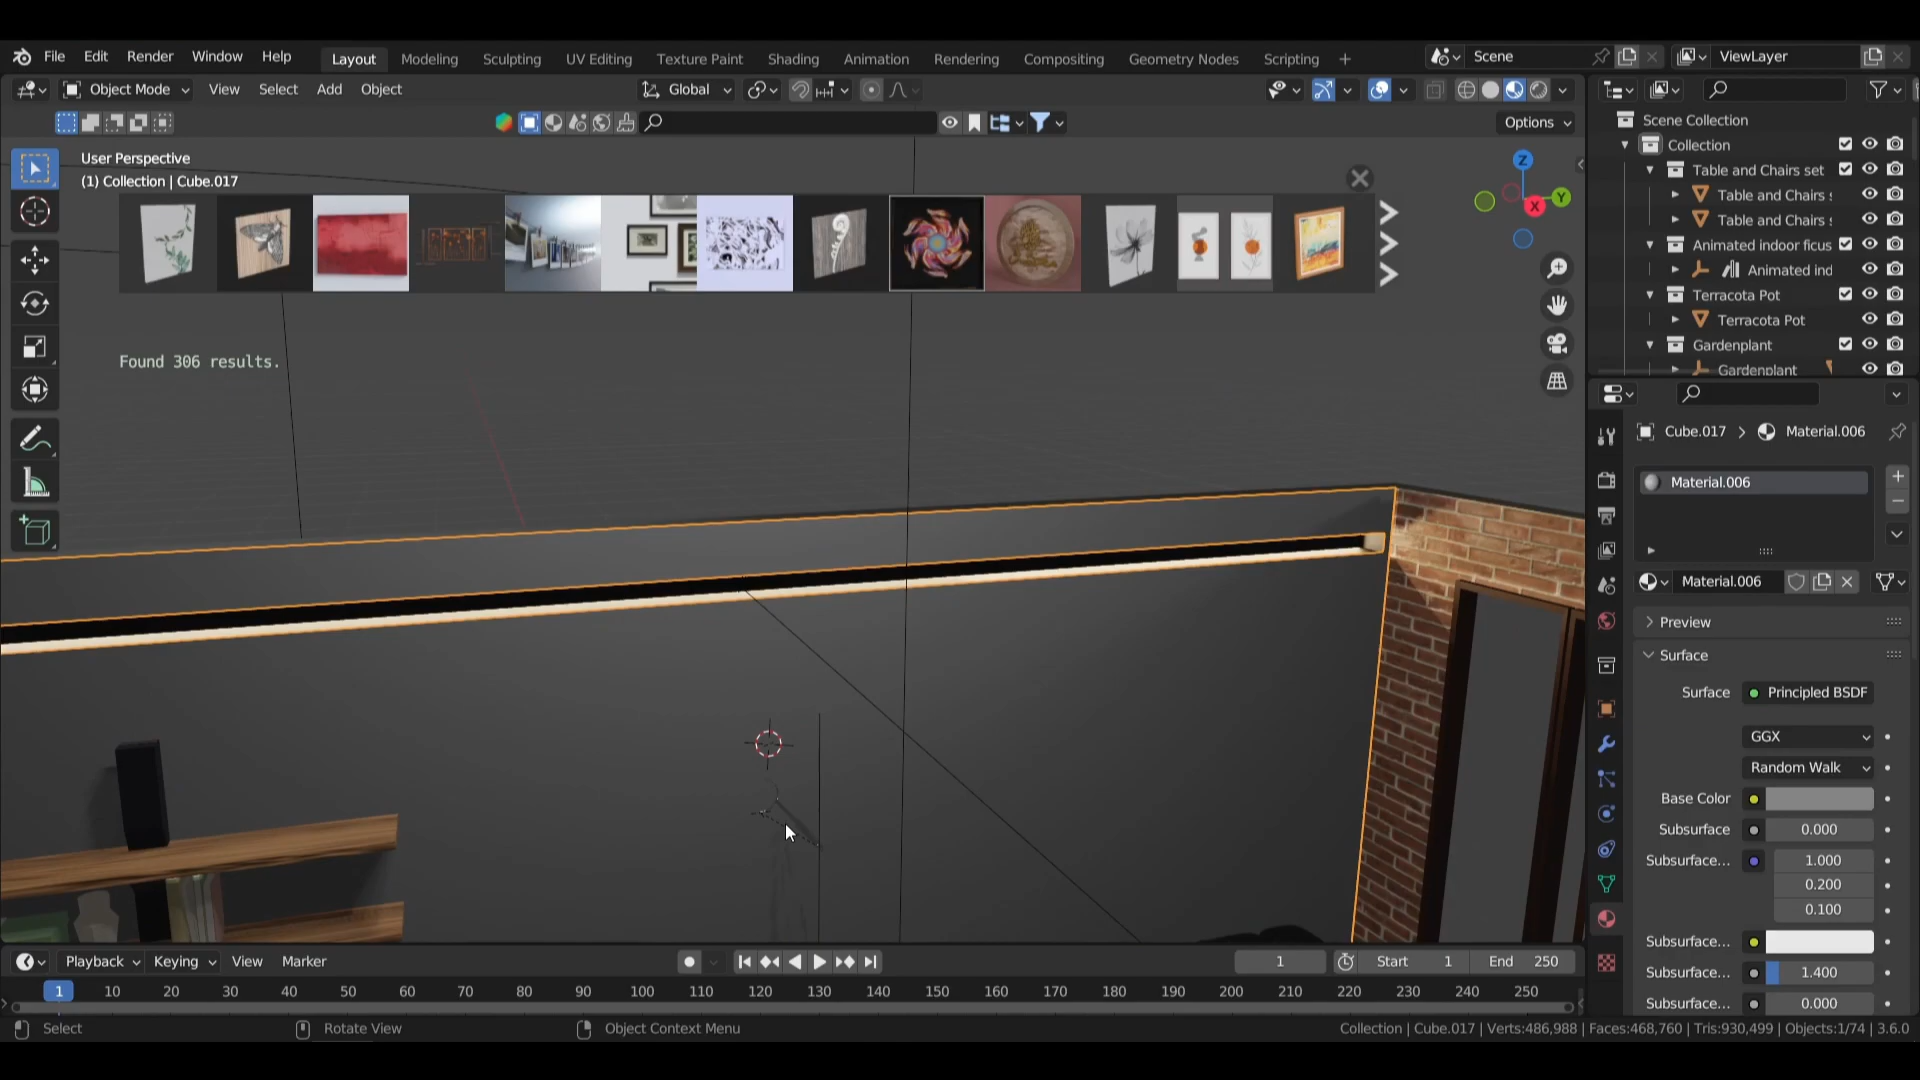 File Edit Render Window Help Layout Modeling Sculpting UV Editing Texture Paint Shading Animation Rendering Compositing Geometry Nodes Scripting + Scene ViewLayer
Object Mode View Select Add Object Global
Options
User Perspective
(1) Collection | Cube.017
Found 306 results.
Z
Y
X
Scene Collection
Collection
Table and Chairs set
Table and Chairs s
Table and Chairs s
Animated indoor ficus
Animated ind
Terracota Pot
Terracota Pot
Gardenplant
Gardenplant
Cube.017 > Material.006
Material.006
Material.006
Preview
Surface
Surface Principled BSDF
GGX
Random Walk
Base Color
Subsurface 0.000
Subsurface... 1.000
0.200
0.100
Subsurface...
Subsurface... 1.400
Subsurface... 0.000
Playback Keying View Marker 1 Start 1 End 250
1 10 20 30 40 50 60 70 80 90 100 110 120 130 140 150 160 170 180 190 200 210 220 230 240 250
Select Rotate View Object Context Menu Collection | Cube.017 | Verts:486,988 | Faces:468,760 | Tris:930,499 | Objects:1/74 | 3.6.0